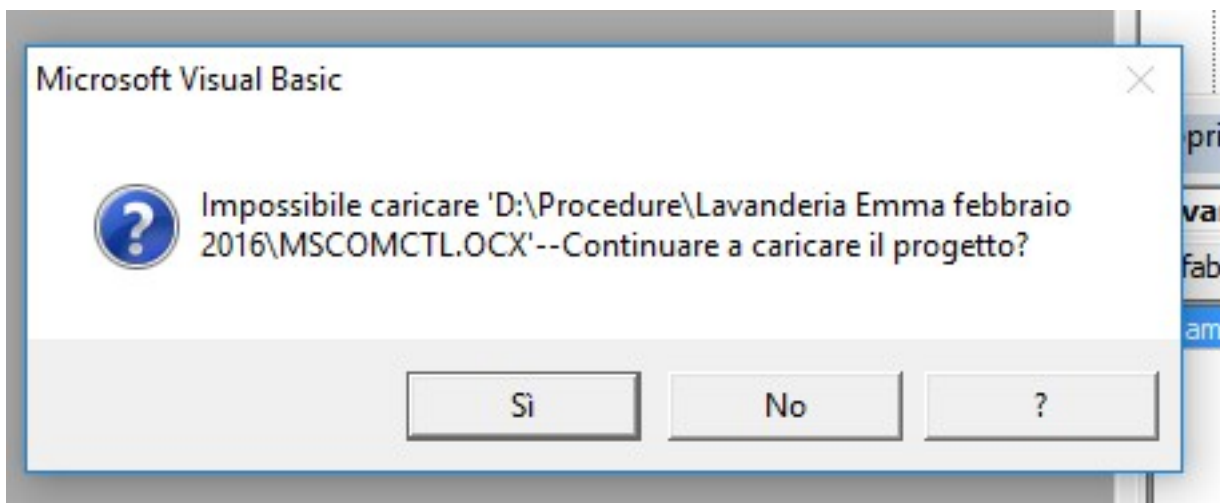 Microsoft Visual Basic
Impossibile caricare 'D:\Procedure\Lavanderia Emma febbraio
2016\MSCOMCTL.OCX'--Continuare a caricare il progetto?
Sì
No
?